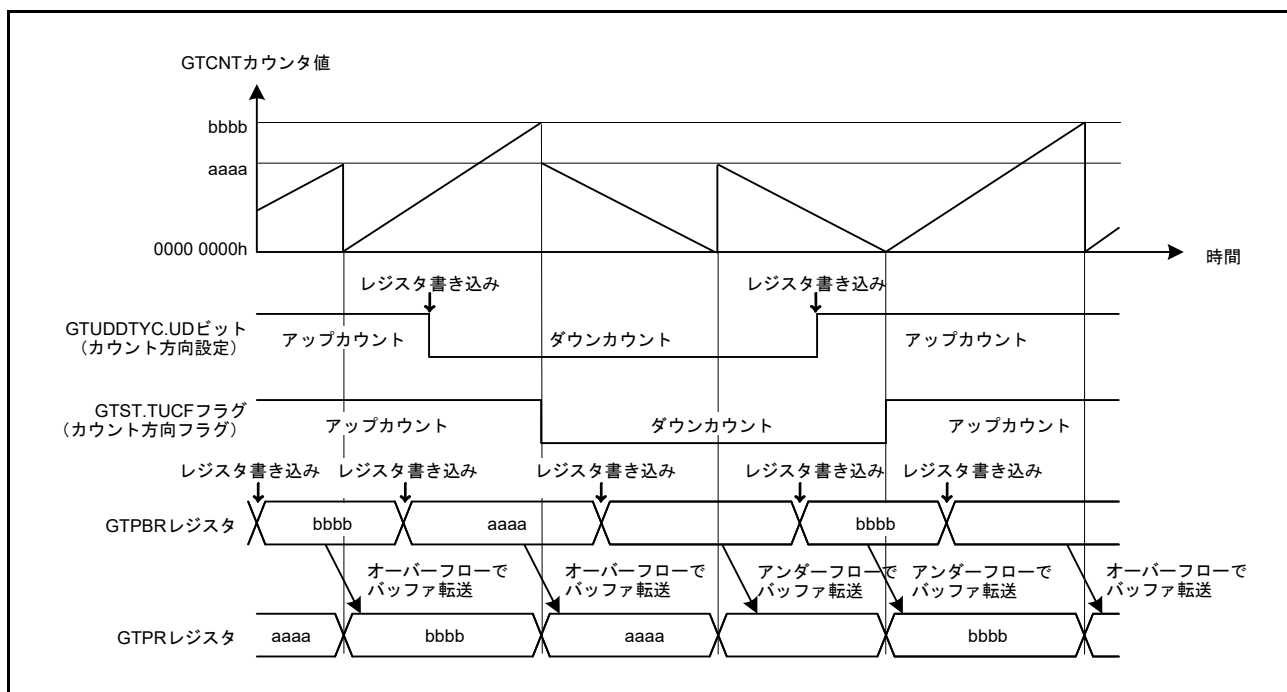 GTCNTカウンタ値
bbbb
aaaa
0000 0000h
時間
レジスタ書き込み
レジスタ書き込み
GTUDDTYC.UDビット
（カウント方向設定）
アップカウント
ダウンカウント
アップカウント
GTST.TUCFフラグ
（カウント方向フラグ）
アップカウント
ダウンカウント
アップカウント
レジスタ書き込み
レジスタ書き込み
レジスタ書き込み
レジスタ書き込み
レジスタ書き込み
GTPBRレジスタ
bbbb
aaaa
bbbb
オーバーフローで
バッファ転送
オーバーフローで
バッファ転送
アンダーフローで
バッファ転送
アンダーフローで
バッファ転送
オーバーフローで
バッファ転送
GTPRレジスタ
aaaa
bbbb
aaaa
bbbb